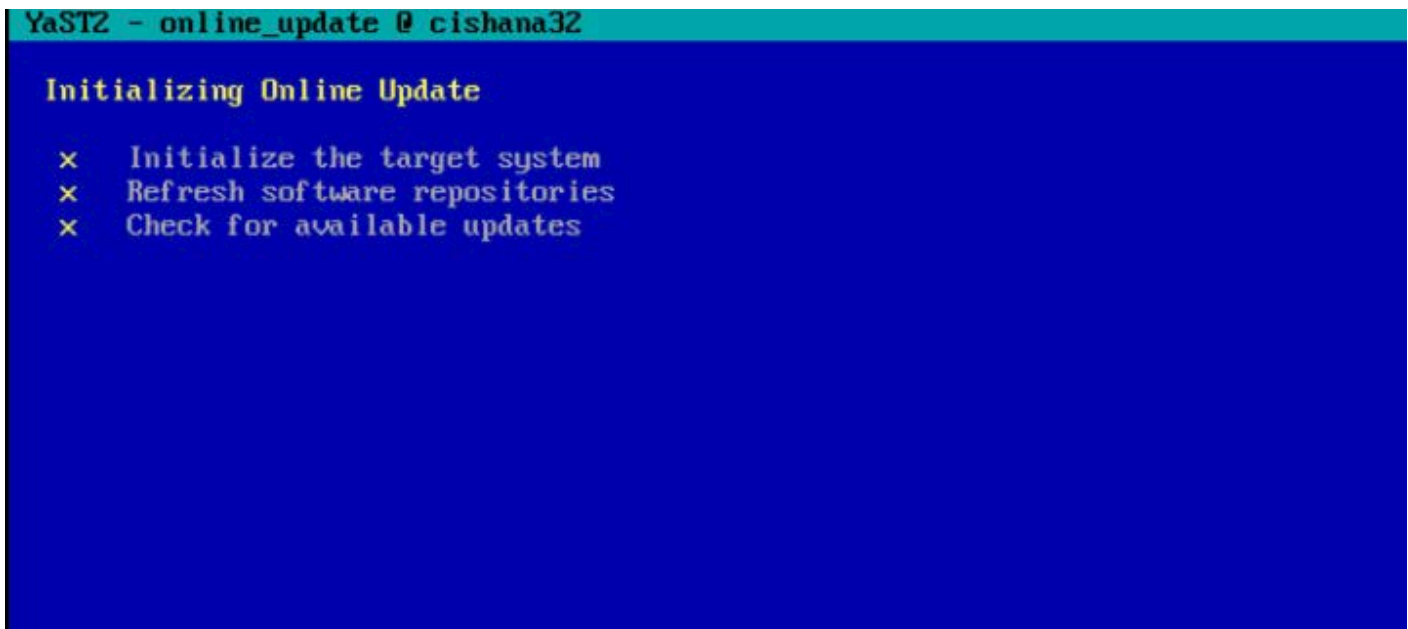 YaST2 - online_update @ cishana32
Initializing Online Update
x Initialize the target system
x Refresh software repositories
x Check for available updates